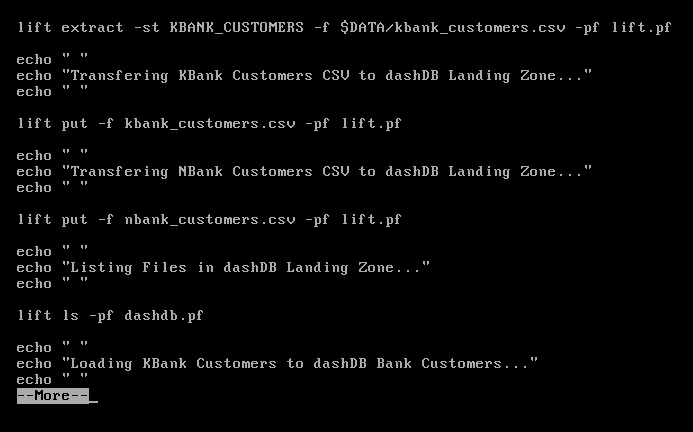 lift extract -st KBANK_CUSTOMERS -f $DATA/kbank_customers.csv -pf lift.pf
echo " "
echo "Transfering KBank Customers CSV to dashDB Landing Zone..."
echo " "
lift put -f kbank_customers.csv -pf lift.pf
echo " "
echo "Transfering NBank Customers CSV to dashDB Landing Zone..."
echo " "
lift put -f nbank_customers.csv -pf lift.pf
echo " "
echo "Listing Files in dashDB Landing Zone..."
echo " "
lift ls -pf dashdb.pf
echo " "
echo "Loading KBank Customers to dashDB Bank Customers..."
echo " "
--More--_